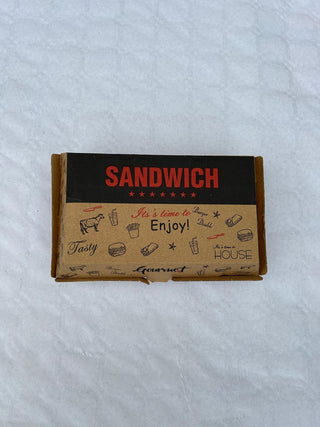 SANDWICH
It's time to
Enjoy!
Tasty
HOUSE
Gourmet